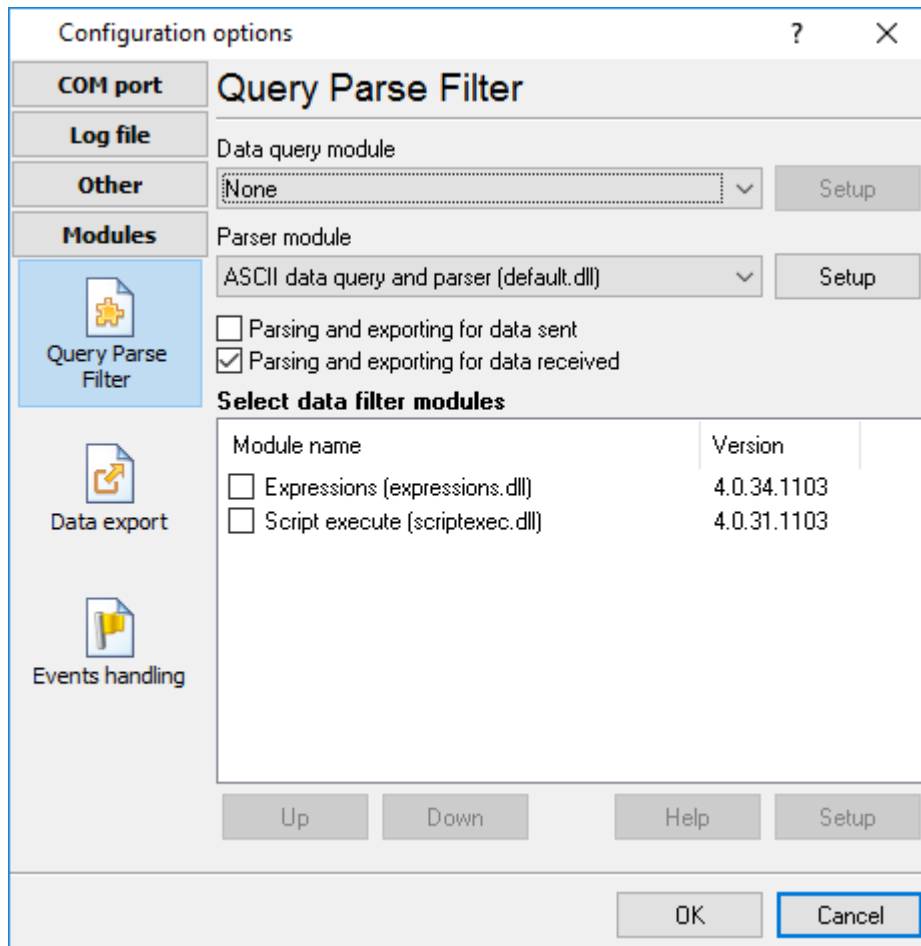 Configuration options
?
COM port
Log file
Other
Modules
Query Parse
Filter
Data export
Events handling
Query Parse Filter
Data query module
None
Setup
Parser module
ASCII data query and parser (default.dll)
Setup
Parsing and exporting for data sent
Parsing and exporting for data received
Select data filter modules
Module name Version
Expressions (expressions.dll) 4.0.34.1103
Script execute (scriptexec.dll) 4.0.31.1103
Up Down Help Setup
OK Cancel